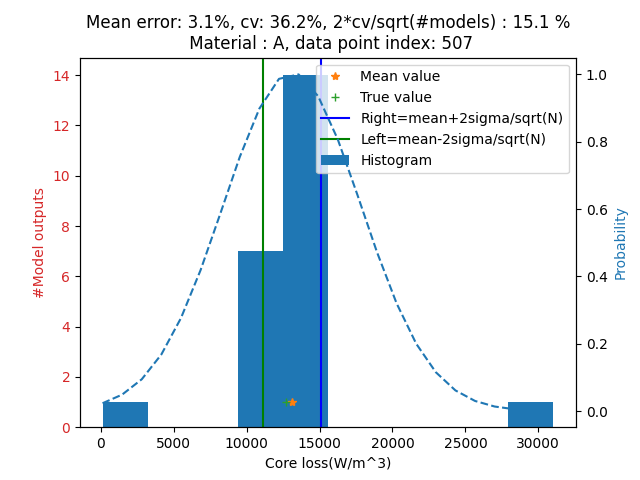 Mean error: 3.1%, cv: 36.2%, 2*cv/sqrt(#models) : 15.1 %
Material : A, data point index: 507
14
12
10
8
6
4
2
0
#Model outputs
Mean value
True value
Right=mean+2sigma/sqrt(N)
Left=mean-2sigma/sqrt(N)
Histogram
1.0
0.8
0.6
0.4
0.2
0.0
Probability
0 5000 10000 15000 20000 25000 30000
Core loss(W/m^3)